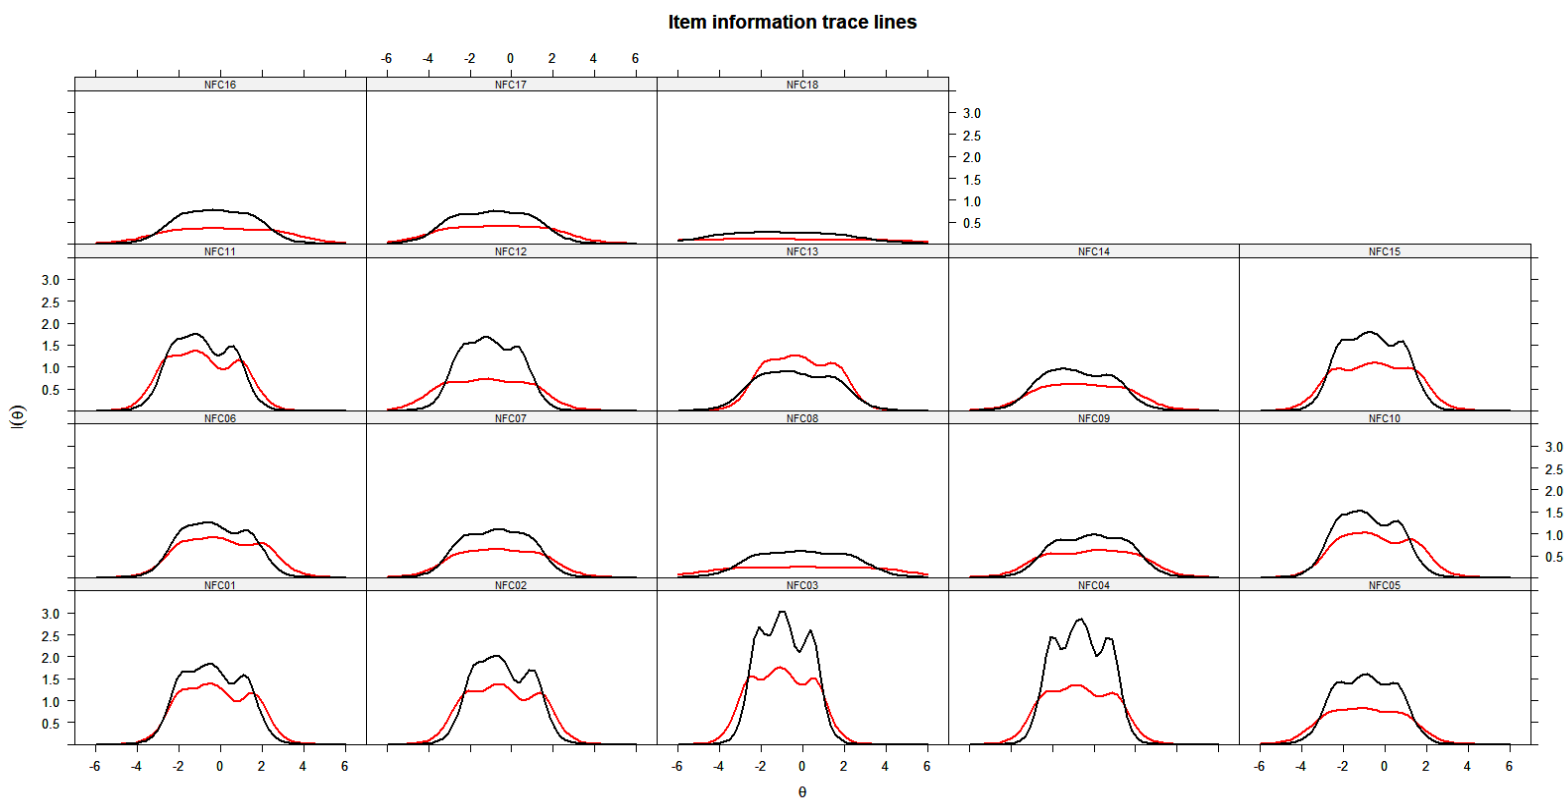 Item information trace lines
-6 -4 -2 0 2 4 6
NFC16 NFC17 NFC18
3.0
2.5
2.0
1.5
1.0
0.5
NFC11 NFC12 NFC13 NFC14 NFC15
3.0
2.5
2.0
1.5
1.0
0.5
I(θ)
NFC06 NFC07 NFC08 NFC09 NFC10
3.0
2.5
2.0
1.5
1.0
0.5
NFC01 NFC02 NFC03 NFC04 NFC05
3.0
2.5
2.0
1.5
1.0
0.5
-6 -4 -2 0 2 4 6 -6 -4 -2 0 2 4 6 -6 -4 -2 0 2 4 6
θ